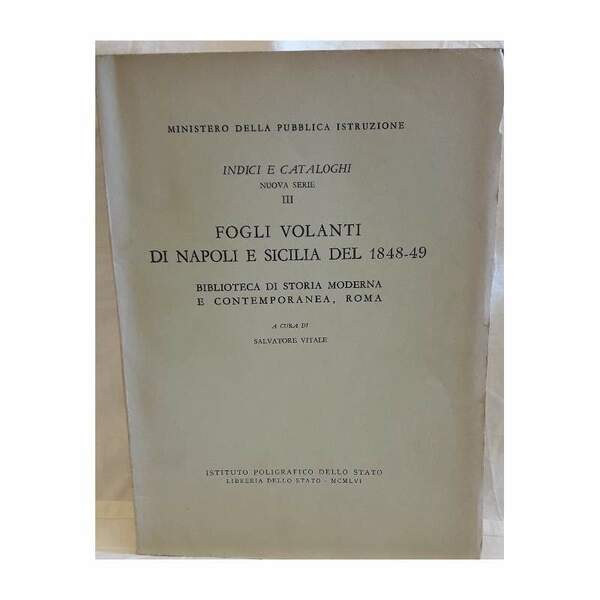 MINISTERO DELLA PUBBLICA ISTRUZIONE
INDICI E CATALOGHI
NUOVA SERIE
III
FOGLI VOLANTI
DI NAPOLI E SICILIA DEL 1848-49
BIBLIOTECA DI STORIA MODERNA
E CONTEMPORANEA, ROMA
A CURA DI
SALVATORE VITALE
ISTITUTO POLIGRAFICO DELLO STATO
LIBRERIA DELLO STATO - MCMLVI